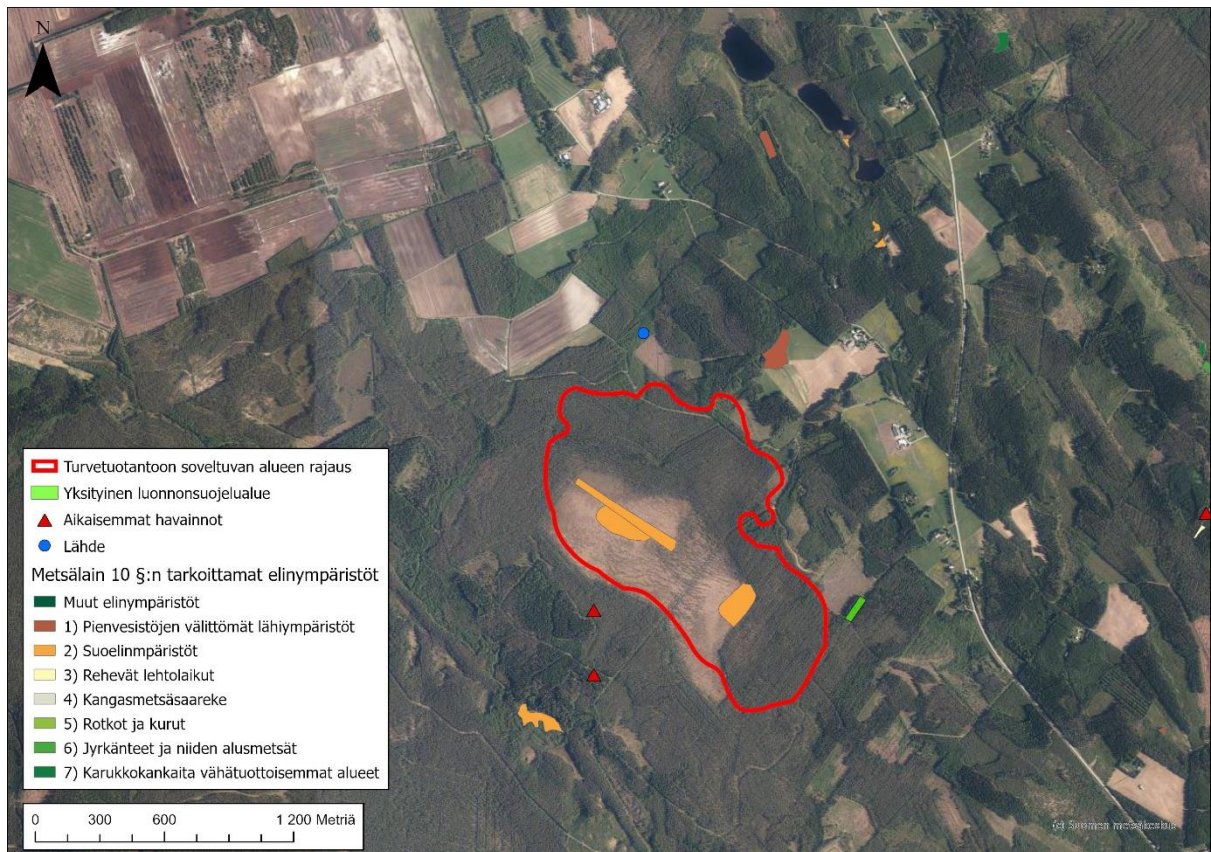 N
Turvetuotantoon soveltuvan alueen rajaus
Yksityinen luonnonsuojelualue
Aikaisemmat havainnot
Lähde
Metsälain 10 §:n tarkoittamat elinympäristöt
Muut elinympäristöt
1) Pienvesistöjen välittömät lähiympäristöt
2) Suoelinmpäristöt
3) Rehevät lehtolaikut
4) Kangasmetsäsaareke
5) Rotkot ja kurut
6) Jyrkänteet ja niiden alusmetsät
7) Karukkokankaita vähätuottoisemmat alueet
0 300 600 1 200 Metriä
(c) Suomen metsäkeskus